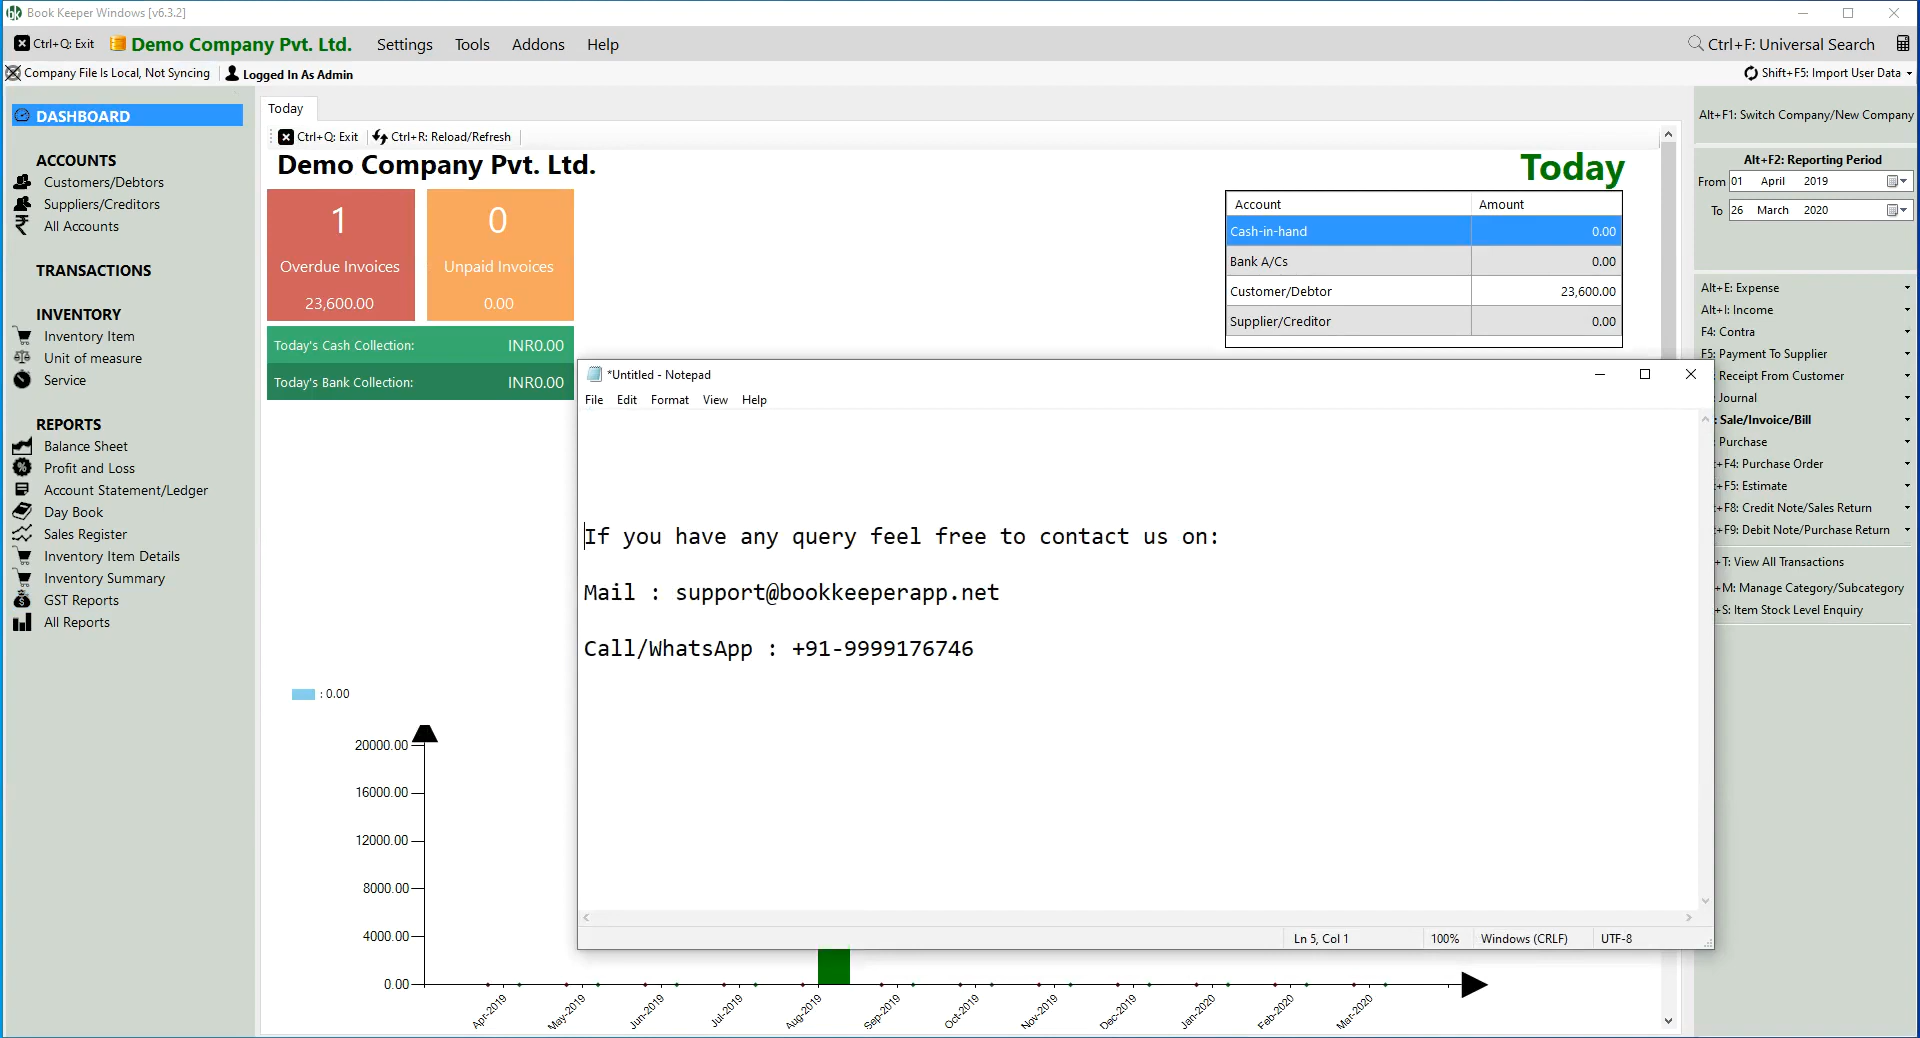 Book Keeper Windows [v6.3.2]
Ctrl+Q: Exit
Demo Company Pvt. Ltd.
Settings
Tools
Addons
Help
Ctrl+F: Universal Search
Company File Is Local, Not Syncing
Logged In As Admin
Shift+F5: Import User Data
DASHBOARD
ACCOUNTS
Customers/Debtors
Suppliers/Creditors
All Accounts
TRANSACTIONS
INVENTORY
Inventory Item
Unit of measure
Service
REPORTS
Balance Sheet
Profit and Loss
Account Statement/Ledger
Day Book
Sales Register
Inventory Item Details
Inventory Summary
GST Reports
All Reports
Today
Ctrl+Q: Exit
Ctrl+R: Reload/Refresh
Demo Company Pvt. Ltd.
Today
1
Overdue Invoices
23,600.00
0
Unpaid Invoices
0.00
Today's Cash Collection: INR0.00
Today's Bank Collection: INR0.00
Account Amount
Cash-in-hand 0.00
Bank A/Cs 0.00
Customer/Debtor 23,600.00
Supplier/Creditor 0.00
*Untitled - Notepad
File Edit Format View Help
If you have any query feel free to contact us on:
Mail : support@bookkeeperapp.net
Call/WhatsApp : +91-9999176746
Ln 5, Col 1
100%
Windows (CRLF)
UTF-8
: 0.00
20000.00
16000.00
12000.00
8000.00
4000.00
0.00
Apr-2019
May-2019
Jun-2019
Jul-2019
Aug-2019
Sep-2019
Oct-2019
Nov-2019
Dec-2019
Jan-2020
Feb-2020
Mar-2020
Alt+F1: Switch Company/New Company
Alt+F2: Reporting Period
From 01 April 2019
To 26 March 2020
Alt+E: Expense
Alt+I: Income
F4: Contra
F5: Payment To Supplier
Receipt From Customer
Journal
: Sale/Invoice/Bill
: Purchase
+F4: Purchase Order
+F5: Estimate
+F8: Credit Note/Sales Return
+F9: Debit Note/Purchase Return
+T: View All Transactions
+M: Manage Category/Subcategory
+S: Item Stock Level Enquiry